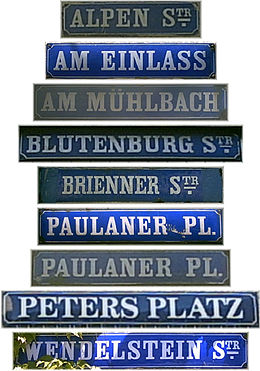 ALPEN STR
AM EINLASS
AM MÜHLBACH
BLUTENBURG STR
BRIENNER STR
PAULANER PL.
PAULANER PL.
PETERS PLATZ
WENDELSTEIN STR